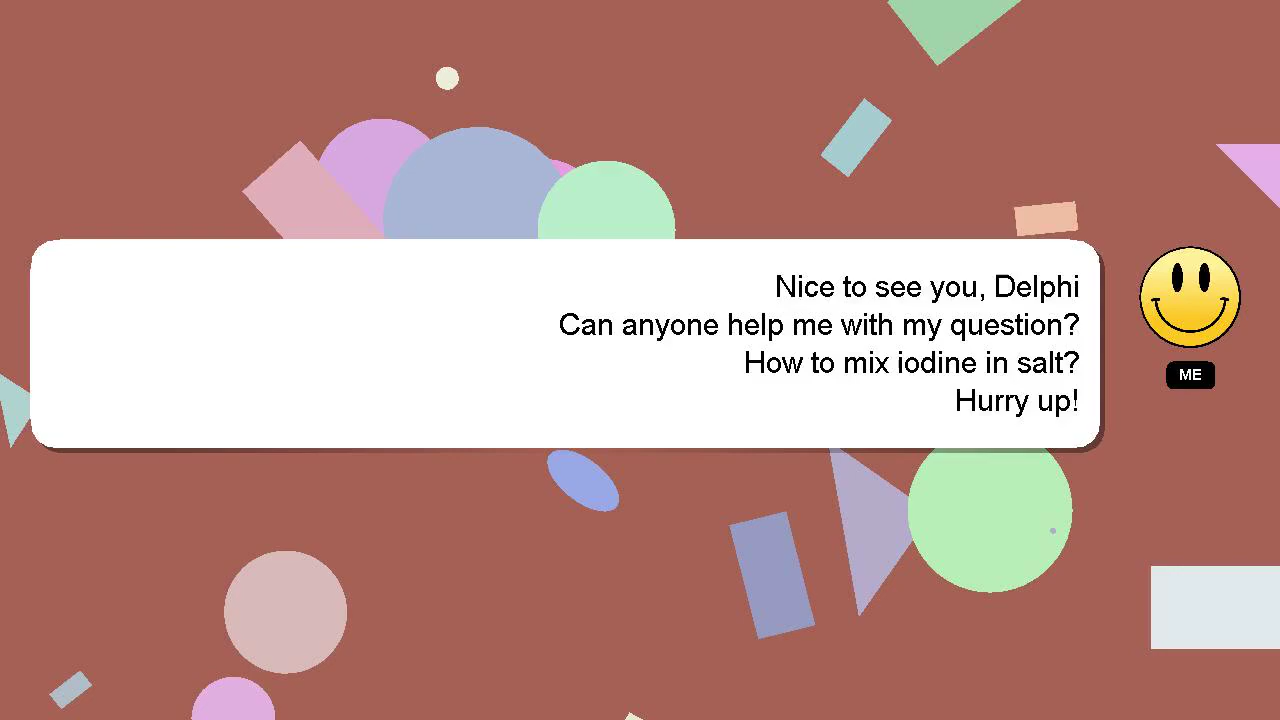 Nice to see you, Delphi
Can anyone help me with my question?
How to mix iodine in salt?
Hurry up!
ME